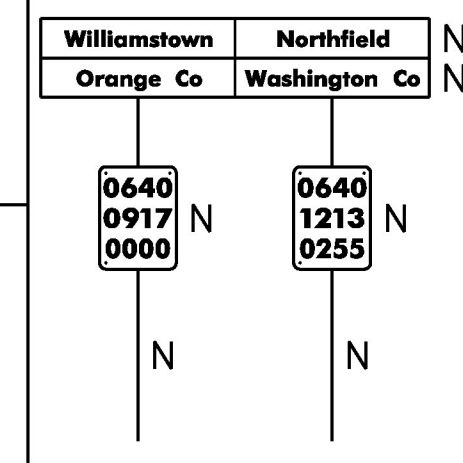 Williamstown Northfield N
Orange Co Washington Co N
0640 0640
0917 N 1213 N
0000 0255
N N